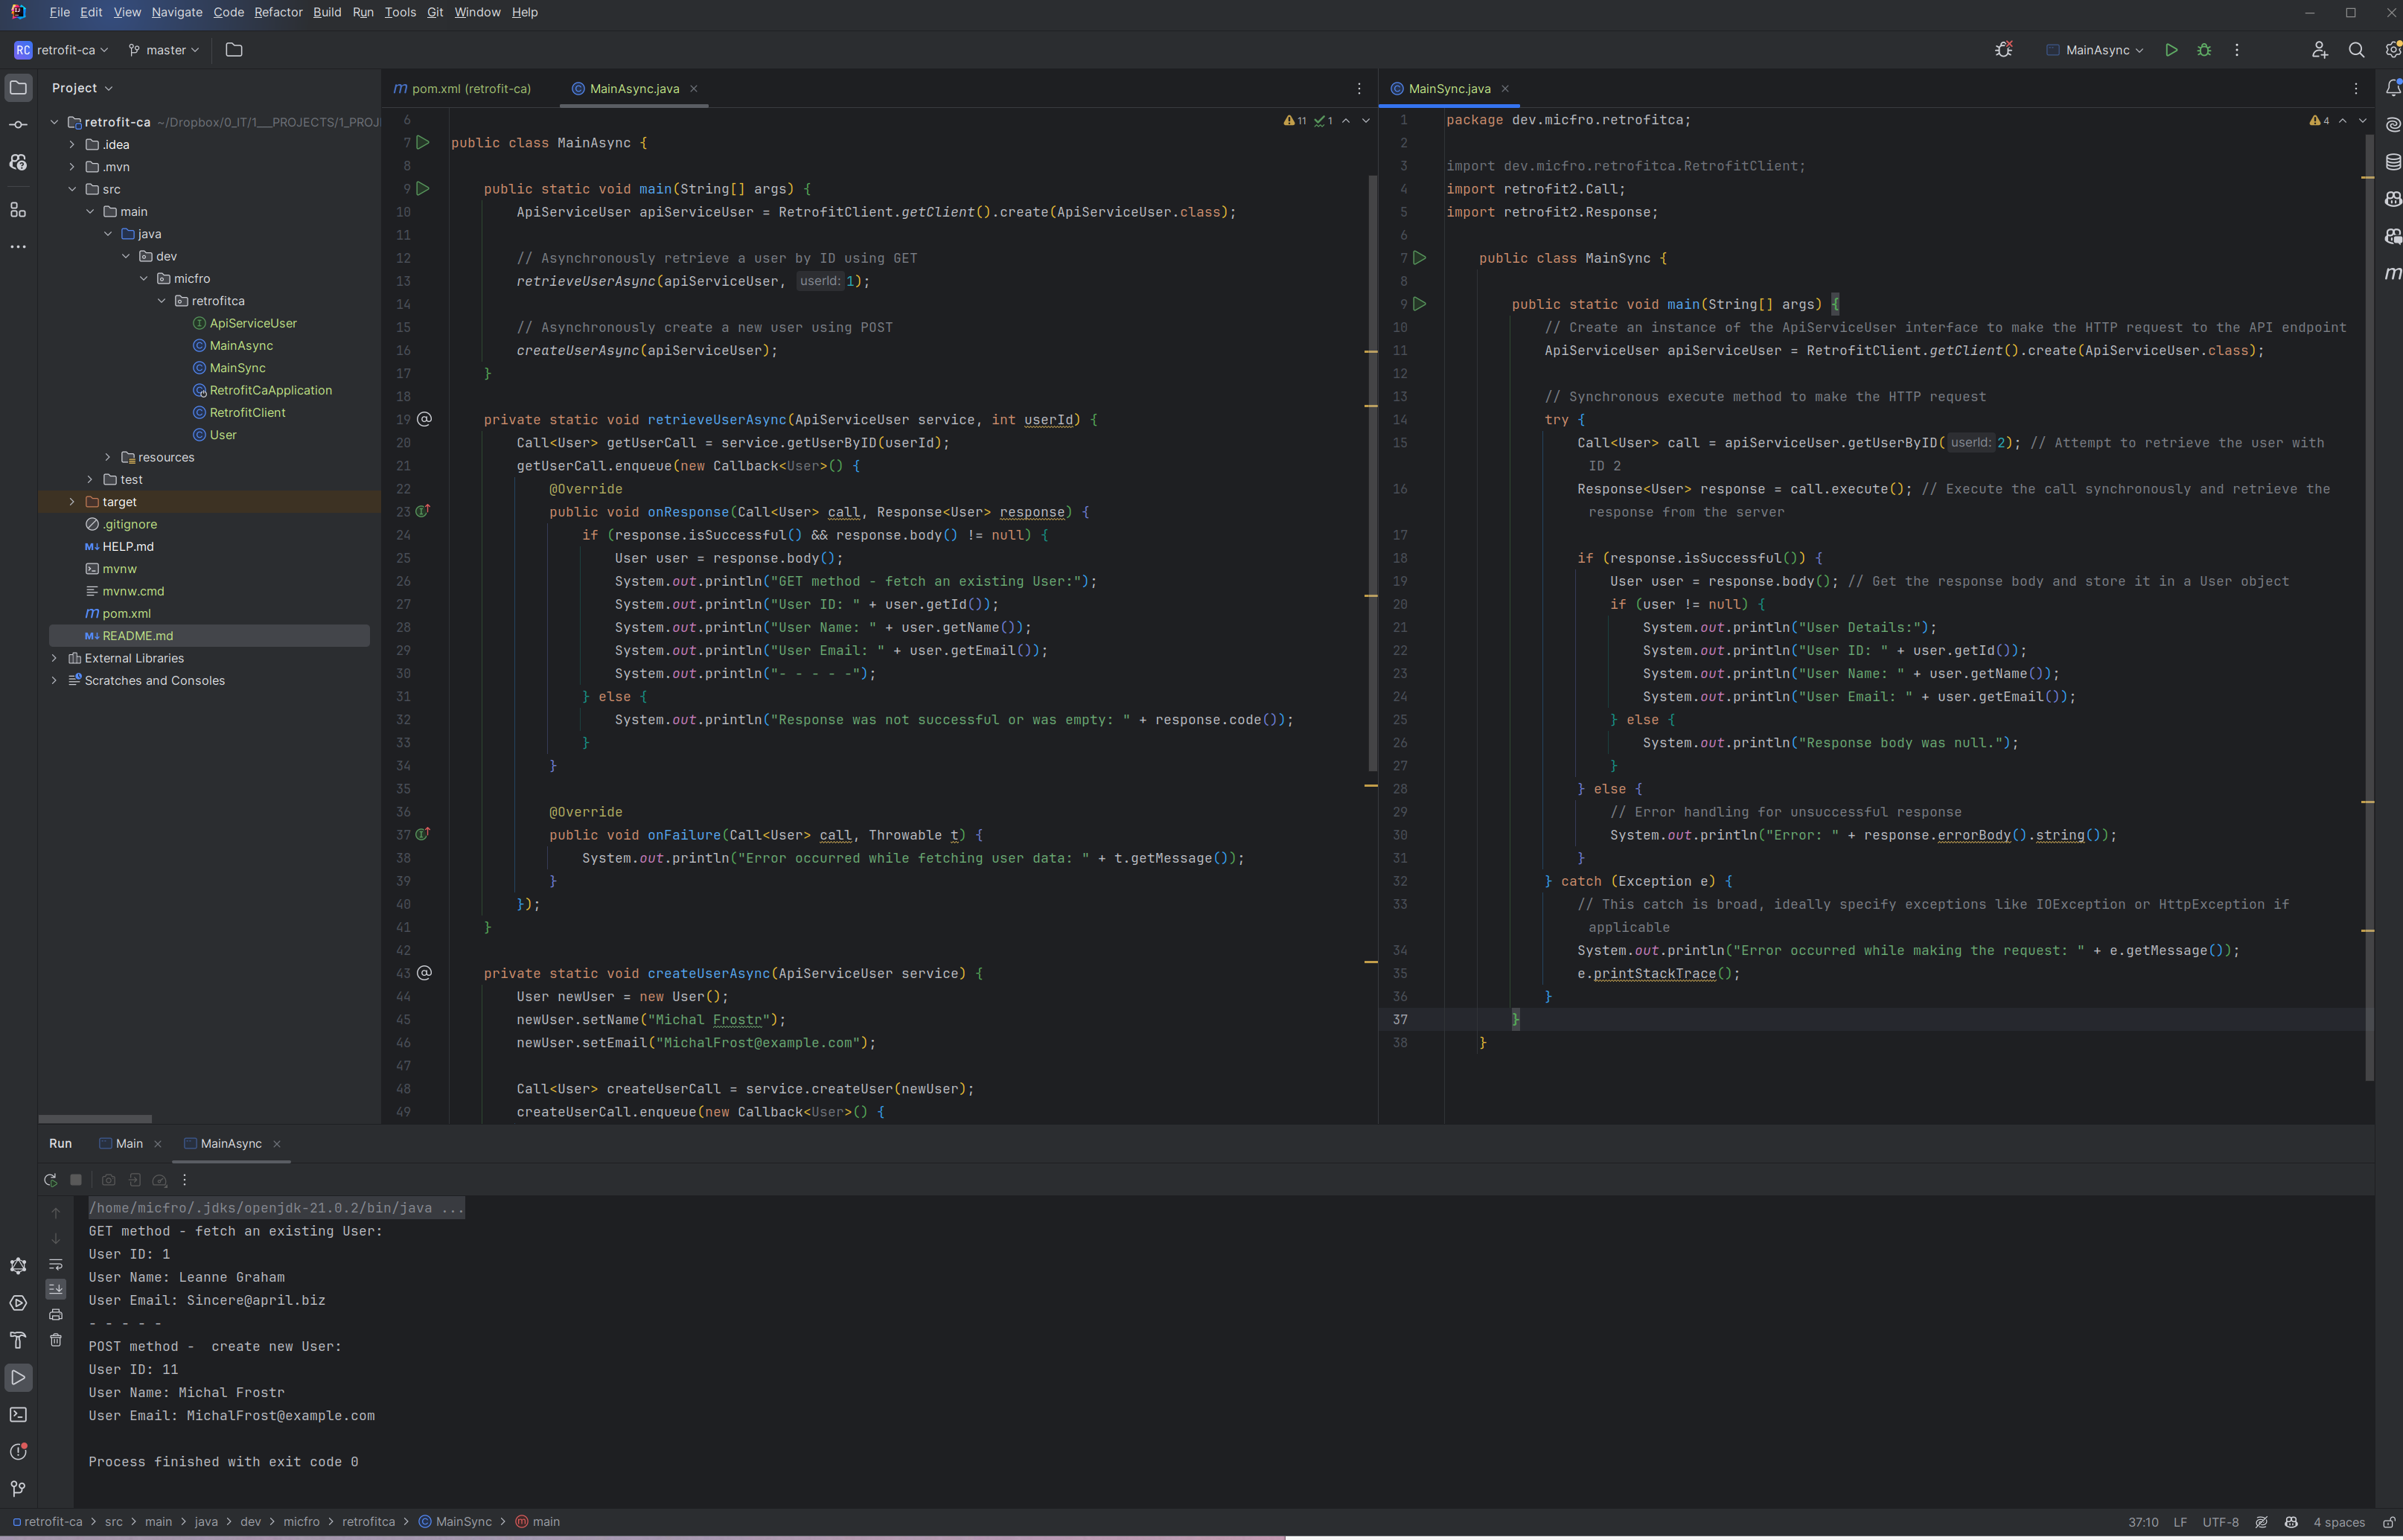 File Edit View Navigate Code Refactor Build Run Tools Git Window Help
RC retrofit-ca master MainAsync
Project
retrofit-ca ~/Dropbox/0_IT/1___PROJECTS/1_PROJ
.idea
.mvn
src
main
java
dev
micfro
retrofitca
ApiServiceUser
MainAsync
MainSync
RetrofitCaApplication
RetrofitClient
User
resources
test
target
.gitignore
HELP.md
mvnw
mvnw.cmd
pom.xml
README.md
External Libraries
Scratches and Consoles
pom.xml (retrofit-ca) MainAsync.java
11 1
6
7 public class MainAsync {
8
9 public static void main(String[] args) {
10 ApiServiceUser apiServiceUser = RetrofitClient.getClient().create(ApiServiceUser.class);
11
12 // Asynchronously retrieve a user by ID using GET
13 retrieveUserAsync(apiServiceUser, userId: 1);
14
15 // Asynchronously create a new user using POST
16 createUserAsync(apiServiceUser);
17 }
18
19 private static void retrieveUserAsync(ApiServiceUser service, int userId) {
20 Call<User> getUserCall = service.getUserByID(userId);
21 getUserCall.enqueue(new Callback<User>() {
22 @Override
23 public void onResponse(Call<User> call, Response<User> response) {
24 if (response.isSuccessful() && response.body() != null) {
25 User user = response.body();
26 System.out.println("GET method - fetch an existing User:");
27 System.out.println("User ID: " + user.getId());
28 System.out.println("User Name: " + user.getName());
29 System.out.println("User Email: " + user.getEmail());
30 System.out.println("- - - - -");
31 } else {
32 System.out.println("Response was not successful or was empty: " + response.code());
33 }
34 }
35
36 @Override
37 public void onFailure(Call<User> call, Throwable t) {
38 System.out.println("Error occurred while fetching user data: " + t.getMessage());
39 }
40 });
41 }
42
43 private static void createUserAsync(ApiServiceUser service) {
44 User newUser = new User();
45 newUser.setName("Michal Frostr");
46 newUser.setEmail("MichalFrost@example.com");
47
48 Call<User> createUserCall = service.createUser(newUser);
49 createUserCall.enqueue(new Callback<User>() {
MainSync.java
4
1 package dev.micfro.retrofitca;
2
3 import dev.micfro.retrofitca.RetrofitClient;
4 import retrofit2.Call;
5 import retrofit2.Response;
6
7 public class MainSync {
8
9 public static void main(String[] args) {
10 // Create an instance of the ApiServiceUser interface to make the HTTP request to the API endpoint
11 ApiServiceUser apiServiceUser = RetrofitClient.getClient().create(ApiServiceUser.class);
12
13 // Synchronous execute method to make the HTTP request
14 try {
15 Call<User> call = apiServiceUser.getUserByID( userId: 2); // Attempt to retrieve the user with
ID 2
16 Response<User> response = call.execute(); // Execute the call synchronously and retrieve the
response from the server
17
18 if (response.isSuccessful()) {
19 User user = response.body(); // Get the response body and store it in a User object
20 if (user != null) {
21 System.out.println("User Details:");
22 System.out.println("User ID: " + user.getId());
23 System.out.println("User Name: " + user.getName());
24 System.out.println("User Email: " + user.getEmail());
25 } else {
26 System.out.println("Response body was null.");
27 }
28 } else {
29 // Error handling for unsuccessful response
30 System.out.println("Error: " + response.errorBody().string());
31 }
32 } catch (Exception e) {
33 // This catch is broad, ideally specify exceptions like IOException or HttpException if
applicable
34 System.out.println("Error occurred while making the request: " + e.getMessage());
35 e.printStackTrace();
36 }
37 }
38 }
Run Main MainAsync
/home/micfro/.jdks/openjdk-21.0.2/bin/java ...
GET method - fetch an existing User:
User ID: 1
User Name: Leanne Graham
User Email: Sincere@april.biz
- - - - -
POST method -  create new User:
User ID: 11
User Name: Michal Frostr
User Email: MichalFrost@example.com
Process finished with exit code 0
retrofit-ca > src > main > java > dev > micfro > retrofitca > MainSync > main
37:10 LF UTF-8 4 spaces